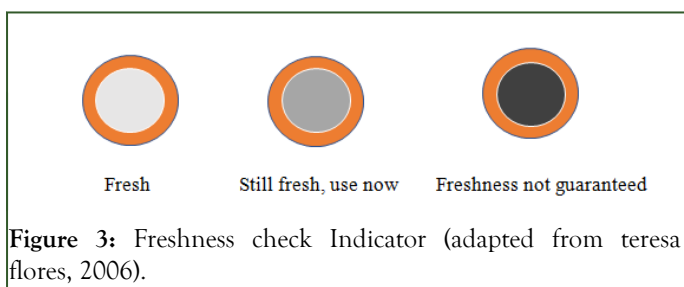 Fresh Still fresh, use now Freshness not guaranteed
Figure 3: Freshness check Indicator (adapted from teresa
flores, 2006).